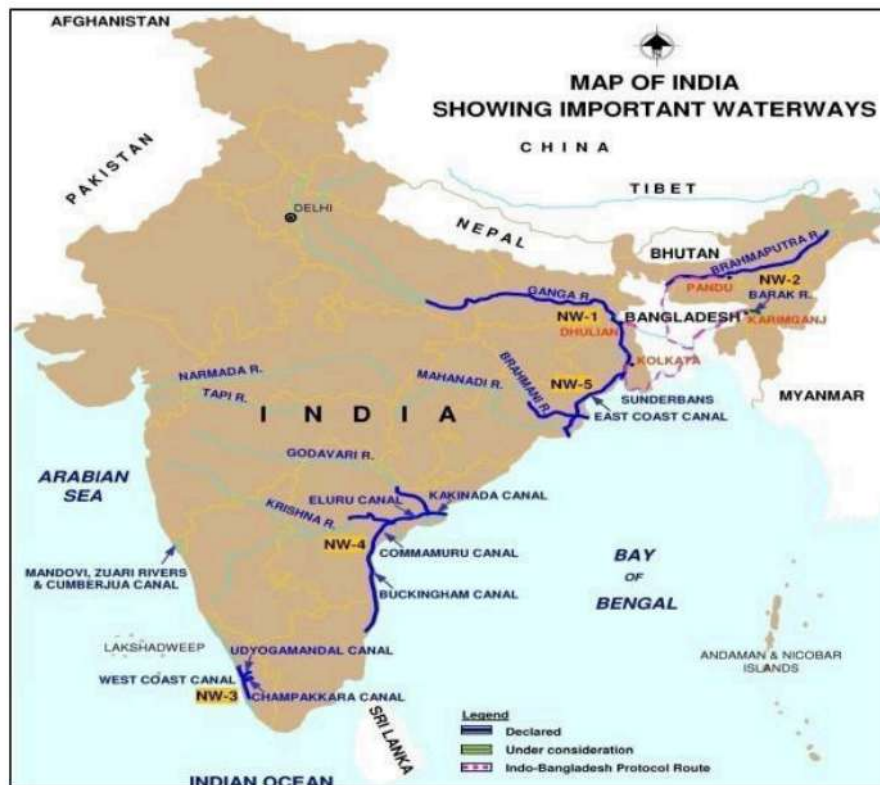 AFGHANISTAN
MAP OF INDIA
SHOWING IMPORTANT WATERWAYS
CHINA
PAKISTAN
TIBET
DELHI
NEPAL
BHUTAN
BRAHMAPUTRA R.
PANDU
NW-2
GANGA R.
BARAK R.
NW-1
BANGLADESH
KARIMGANJ
DHULIAN
KOLKATA
NARMADA R.
MAHANADI R.
BRAHMANI R.
NW-5
TAPI R.
MYANMAR
SUNDERBANS
INDIA
EAST COAST CANAL
GODAVARI R.
ARABIAN
SEA
KAKINADA CANAL
ELURU CANAL
KRISHNA R.
NW-4
COMMAMURU CANAL
BAY
OF
BENGAL
MANDOVI, ZUARI RIVERS
& CUMBERJUA CANAL
BUCKINGHAM CANAL
LAKSHADWEEP
UDYOGAMANDAL CANAL
ANDAMAN & NICOBAR
ISLANDS
WEST COAST CANAL
NW-3
CHAMPAKKARA CANAL
SRI LANKA
Legend
Declared
Under consideration
Indo-Bangladesh Protocol Route
INDIAN OCEAN